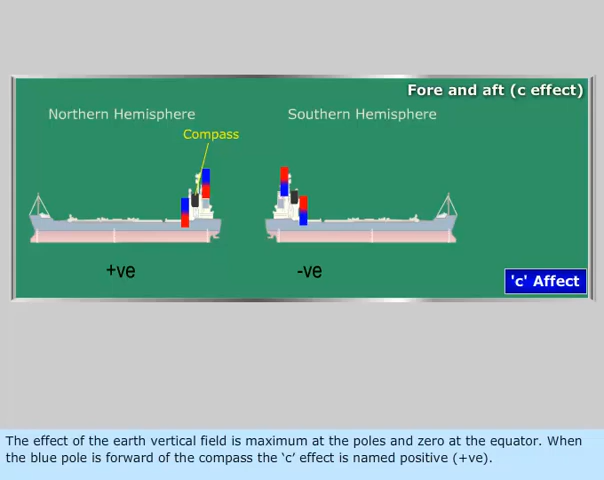 Fore and aft (c effect)
Northern Hemisphere
Southern Hemisphere
Compass
+ve
-ve
'c' Affect
The effect of the earth vertical field is maximum at the poles and zero at the equator. When
the blue pole is forward of the compass the ‘c’ effect is named positive (+ve).